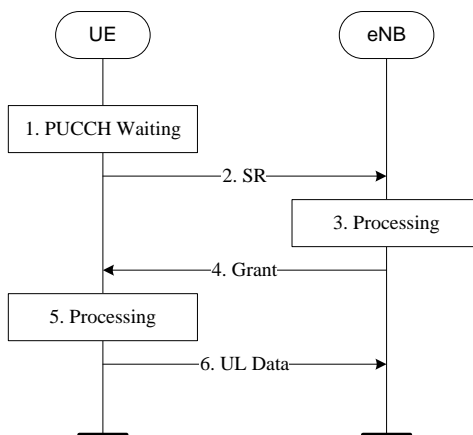 UE
eNB
1. PUCCH Waiting
2. SR
3. Processing
4. Grant
5. Processing
6. UL Data